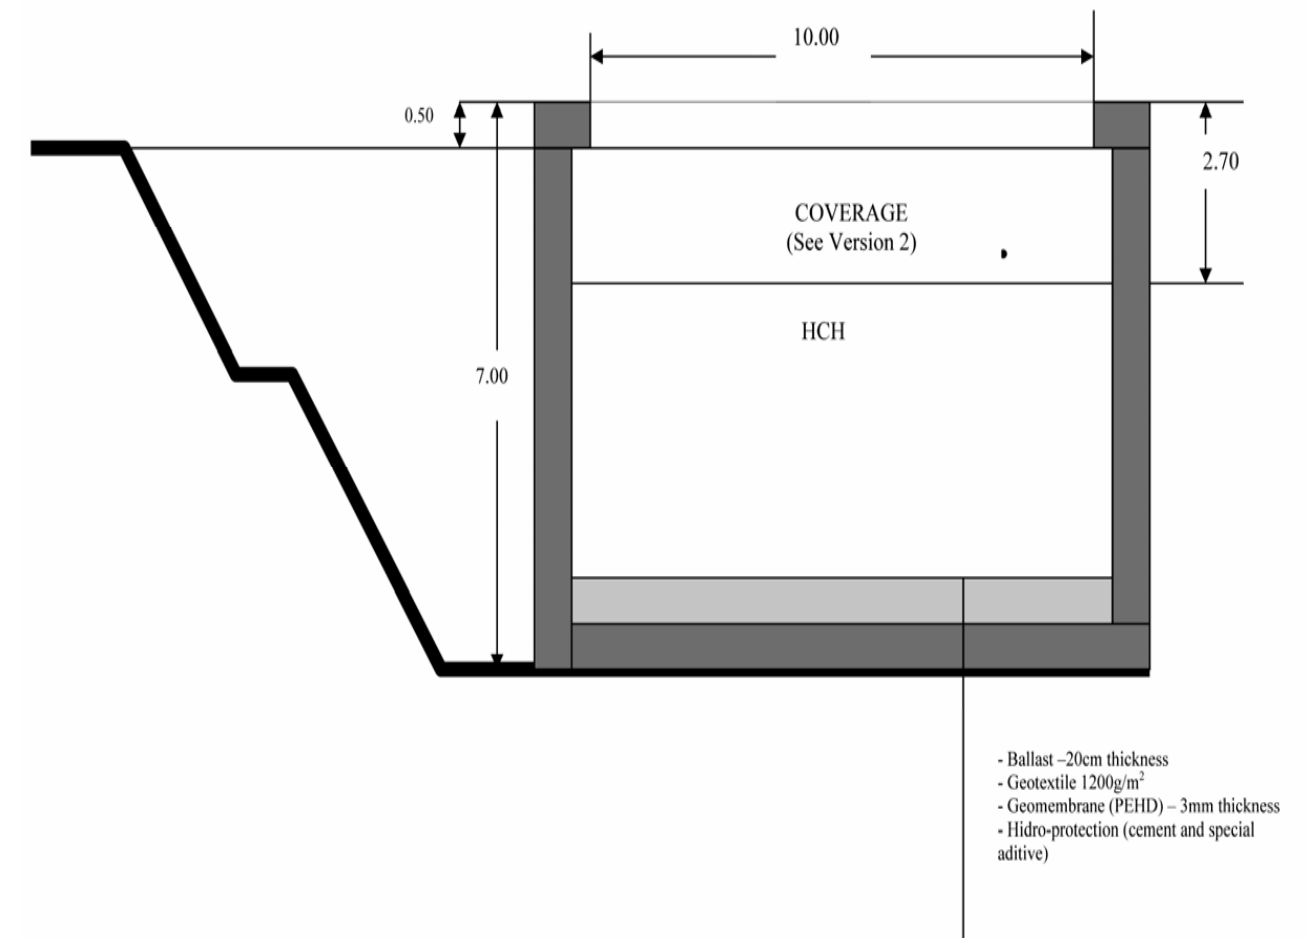 10.00
0.50
2.70
COVERAGE
(See Version 2)
HCH
7.00
- Ballast –20cm thickness
- Geotextile 1200g/m²
- Geomembrane (PEHD) – 3mm thickness
- Hidro-protection (cement and special
aditive)